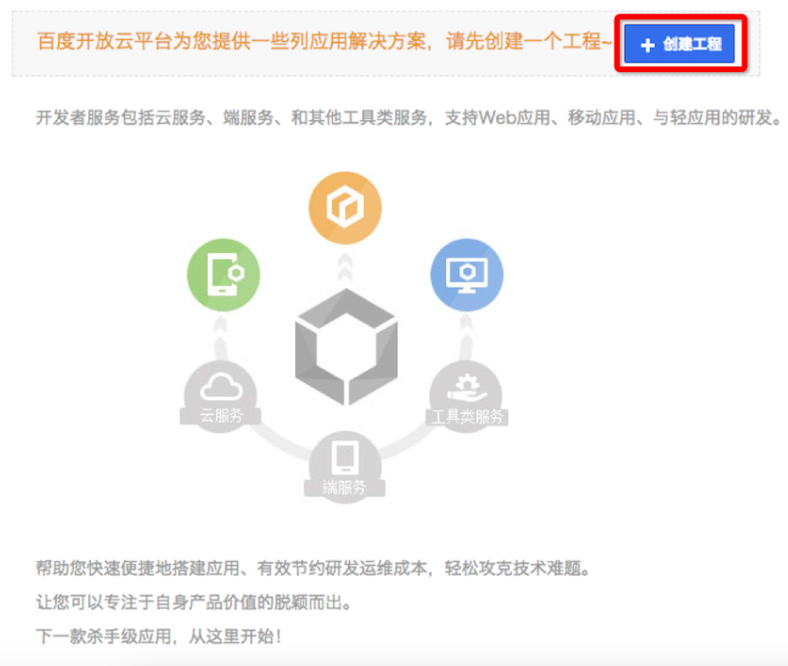 百度开放云平台为您提供一些列应用解决方案，请先创建一个工程~
+ 创建工程
开发者服务包括云服务、端服务、和其他工具类服务，支持Web应用、移动应用、与轻应用的研发。
云服务
工具类服务
端服务
帮助您快速便捷地搭建应用、有效节约研发运维成本，轻松攻克技术难题。
让您可以专注于自身产品价值的脱颖而出。
下一款杀手级应用，从这里开始！